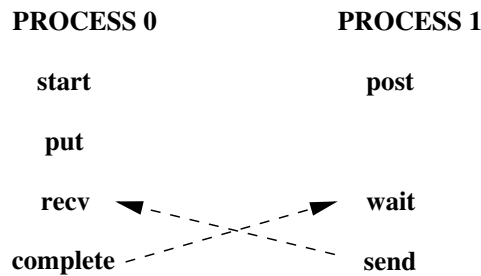 PROCESS 0 PROCESS 1
start post
put
recv wait
complete send